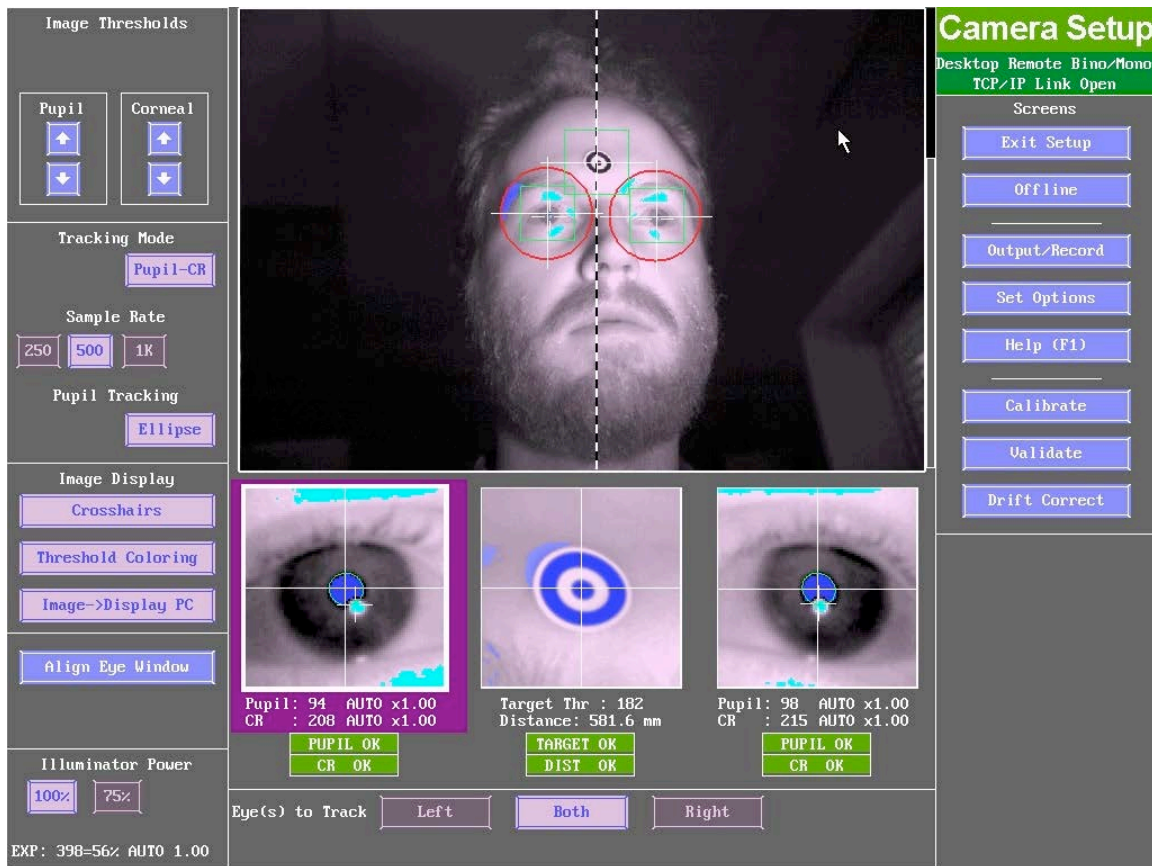 Image Thresholds
Pupil
Corneal
Tracking Mode
Pupil-CR
Sample Rate
250
500
1K
Pupil Tracking
Ellipse
Image Display
Crosshairs
Threshold Coloring
Image->Display PC
Align Eye Window
Illuminator Power
100%
75%
EXP: 398=56% AUTO 1.00
Pupil: 94 AUTO x1.00
CR : 208 AUTO x1.00
PUPIL OK
CR OK
Target Thr : 182
Distance: 581.6 mm
TARGET OK
DIST OK
Pupil: 98 AUTO x1.00
CR : 215 AUTO x1.00
PUPIL OK
CR OK
Eye(s) to Track
Left
Both
Right
Camera Setup
Desktop Remote Bino/Mono
TCP/IP Link Open
Screens
Exit Setup
Offline
Output/Record
Set Options
Help (F1)
Calibrate
Validate
Drift Correct